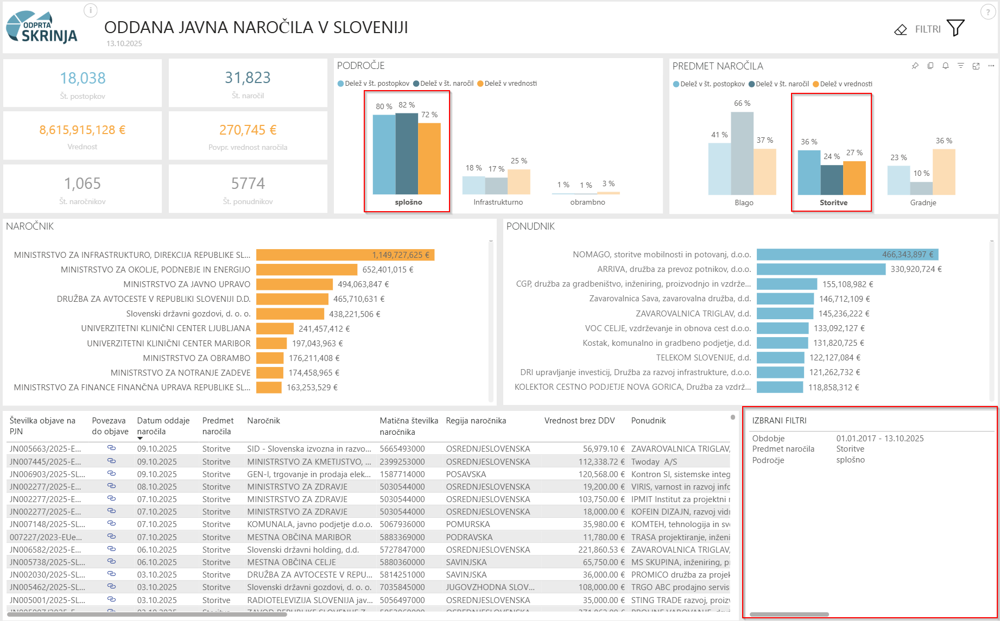 ODPRTA
SKRINJA
i
ODDANA JAVNA NAROČILA V SLOVENIJI
13.10.2025
FILTRI
?
18,038
Št. postopkov
31,823
Št. naročil
8,615,915,128 €
Vrednost
270,745 €
Povpr. vrednost naročila
1,065
Št. naročnikov
5774
Št. ponudnikov
PODROČJE
Delež v št. postopkov Delež v št. naročil Delež v vrednosti
80 % 82 % 72 %
18 % 17 % 25 %
1 % 1 % 3 %
splošno Infrastrukturno obrambno
PREDMET NAROČILA
Delež v št. postopkov Delež v št. naročil Delež v vrednosti
41 % 66 % 37 %
36 % 24 % 27 %
23 % 10 % 36 %
Blago Storitve Gradnje
NAROČNIK
MINISTRSTVO ZA INFRASTRUKTURO, DIREKCIJA REPUBLIKE SL... 1,149,727,625 €
MINISTRSTVO ZA OKOLJE, PODNEBJE IN ENERGIJO 652,401,015 €
MINISTRSTVO ZA JAVNO UPRAVO 494,063,847 €
DRUŽBA ZA AVTOCESTE V REPUBLIKI SLOVENIJI D.D. 465,710,631 €
Slovenski državni gozdovi, d. o. o. 438,221,506 €
UNIVERZITETNI KLINIČNI CENTER LJUBLJANA 241,457,412 €
UNIVERZITETNI KLINIČNI CENTER MARIBOR 197,043,963 €
MINISTRSTVO ZA OBRAMBO 176,211,408 €
MINISTRSTVO ZA NOTRANJE ZADEVE 174,458,965 €
MINISTRSTVO ZA FINANCE FINANČNA UPRAVA REPUBLIKE SL... 163,253,529 €
PONUDNIK
NOMAGO, storitve mobilnosti in potovanj, d.o.o. 466,343,897 €
ARRIVA, družba za prevoz potnikov, d.o.o. 330,920,724 €
CGP, družba za gradbeništvo, inženiring, proizvodnjo in vzdrže... 155,108,982 €
Zavarovalnica Sava, zavarovalna družba, d.d. 146,712,109 €
ZAVAROVALNICA TRIGLAV, d.d. 145,236,222 €
VOC CELJE, vzdrževanje in obnova cest d.o.o. 133,092,127 €
Kostak, komunalno in gradbeno podjetje, d.d. 131,820,725 €
TELEKOM SLOVENIJE, d.d. 122,127,084 €
DRI upravljanje investicij, Družba za razvoj infrastrukture, d.o.o. 121,262,732 €
KOLEKTOR CESTNO PODJETJE NOVA GORICA, Družba za vzdrž... 118,858,312 €
Številka objave na PJN Povezava do objave Datum oddaje naročila Predmet naročila Naročnik Matična številka naročnika Regija naročnika Vrednost brez DDV Ponudnik
JN005663/2025-E... 09.10.2025 Storitve SID - Slovenska izvozna in razvo... 5665493000 OSREDNJESLOVENSKA 56,979.10 € ZAVAROVALNICA TRIGLAV,
JN007445/2025-E... 09.10.2025 Storitve MINISTRSTVO ZA KMETIJSTVO, ... 2399253000 OSREDNJESLOVENSKA 112,338.72 € Twoday A/S
JN006903/2025-SL... 09.10.2025 Storitve GEN-I, trgovanje in prodaja elek... 1587714000 POSAVSKA 120,568.00 € Kontron SI, sistemske integ
JN002277/2025-E... 08.10.2025 Storitve MINISTRSTVO ZA ZDRAVJE 5030544000 OSREDNJESLOVENSKA 19,200.00 € VIRIS, varnost in razvoj info
JN002277/2025-E... 07.10.2025 Storitve MINISTRSTVO ZA ZDRAVJE 5030544000 OSREDNJESLOVENSKA 103,750.00 € IPMIT Institut za projektni
JN002277/2025-E... 07.10.2025 Storitve MINISTRSTVO ZA ZDRAVJE 5030544000 OSREDNJESLOVENSKA 18,000.00 € KOFEIN DIZAJN, razvoj
JN007148/2025-SL... 07.10.2025 Storitve KOMUNALA, javno podjetje d.o.o. 5067936000 POMURSKA 35,980.00 € KOMTEH, tehnologija in
007227/2023-EUe... 07.10.2025 Storitve MESTNA OBČINA MARIBOR 5883369000 PODRAVSKA 11,780.00 € TRASA projektiranje, inženi
JN006582/2025-E... 06.10.2025 Storitve Slovenski državni holding, d.d. 5727847000 OSREDNJESLOVENSKA 221,860.53 € ZAVAROVALNICA TRIGLAV,
JN005738/2025-SL... 06.10.2025 Storitve MESTNA OBČINA CELJE 5880360000 SAVINJSKA 65,750.00 € MS SKUPINA, inženiring,
JN002030/2025-SL... 03.10.2025 Storitve DRUŽBA ZA AVTOCESTE V REPU... 5814251000 SAVINJSKA 36,000.00 € PROMICO družba za projek
JN005462/2025-SL... 03.10.2025 Storitve Slovenski državni gozdovi, d. o. o. 7035845000 JUGOVZHODNA SLOV... 108,000.00 € TRGO ABC prodajno servis
JN005001/2025-SL... 03.10.2025 Storitve RADIOTELEVIZIJA SLOVENIJA jav... 5056497000 OSREDNJESLOVENSKA 35,000.00 € STING TRADE razvoj,
IZBRANI FILTRI
Obdobje 01.01.2017 - 13.10.2025
Predmet naročila Storitve
Področje splošno